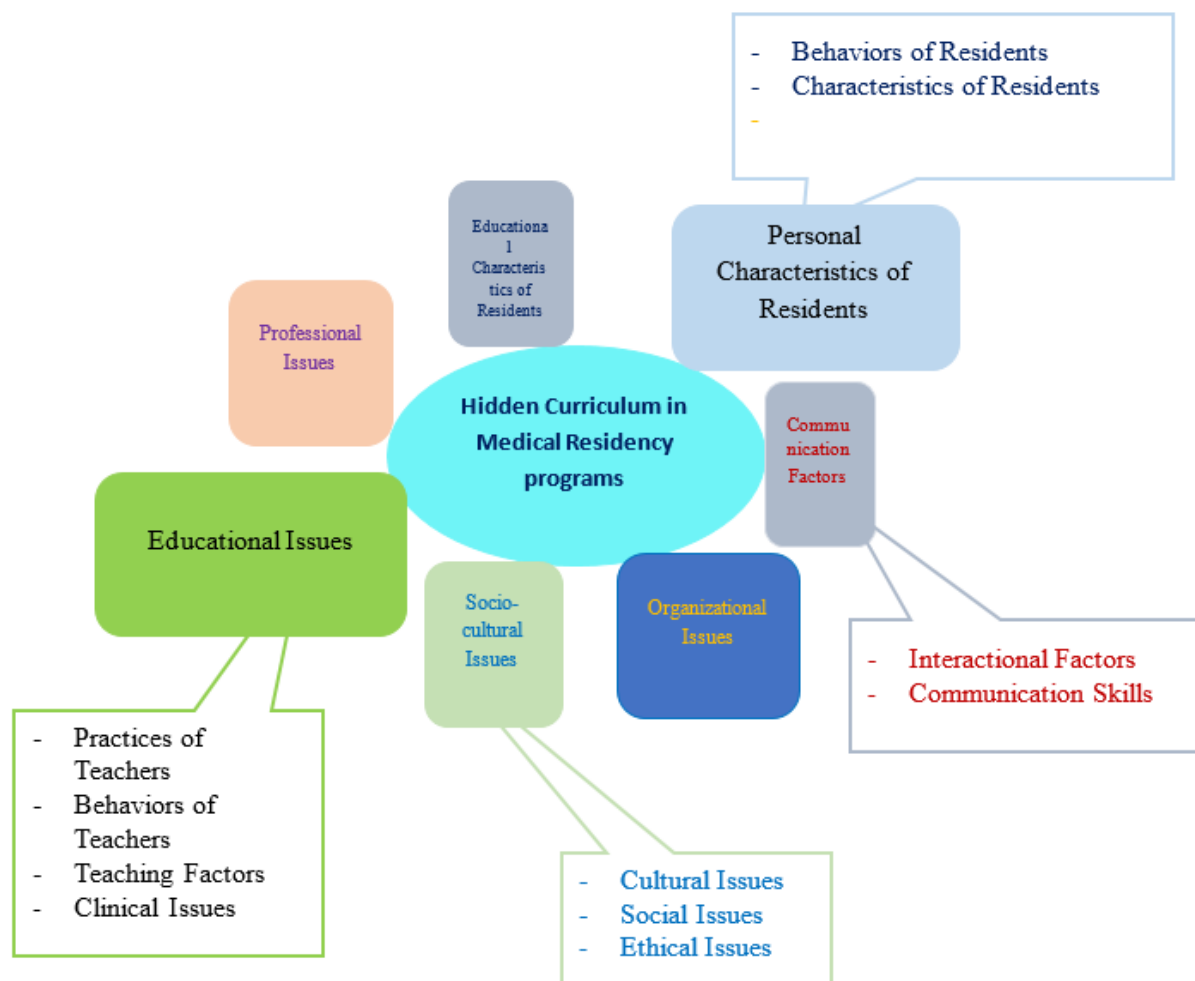 - Behaviors of Residents
- Characteristics of Residents
-
Educationa
l
Characteris
tics of
Residents
Personal
Characteristics of
Residents
Professional
Issues
Hidden Curriculum in
Medical Residency
programs
Commu
nication
Factors
Educational Issues
Socio-
cultural
Issues
Organizational
Issues
- Interactional Factors
- Communication Skills
- Practices of
Teachers
- Behaviors of
Teachers
- Teaching Factors
- Clinical Issues
- Cultural Issues
- Social Issues
- Ethical Issues